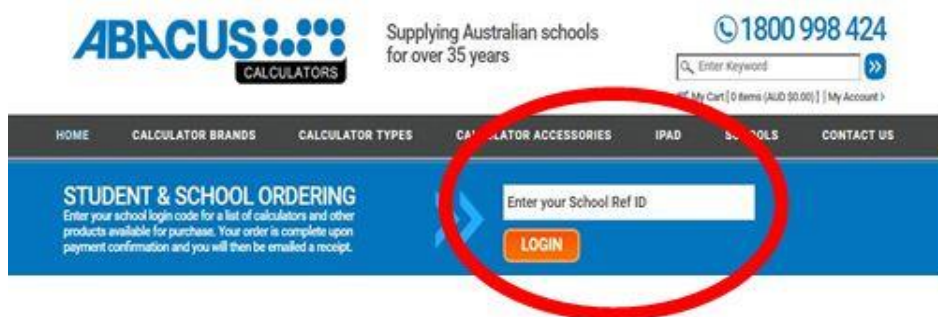 ABACUS
CALCULATORS
Supplying Australian schools
for over 35 years
1800 998 424
Enter Keyword
My Cart [ 0 items (AUD $0.00) ] | My Account >
HOME CALCULATOR BRANDS CALCULATOR TYPES CALCULATOR ACCESSORIES IPAD SCHOOLS CONTACT US
STUDENT & SCHOOL ORDERING
Enter your school login code for a list of calculators and other
products available for purchase. Your order is complete upon
payment confirmation and you will then be emailed a receipt.
Enter your School Ref ID
LOGIN